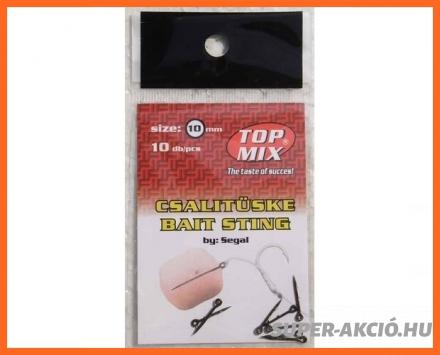 size: 10 mm
10 db/pcs
TOP MIX®
The taste of succes!
CSALITÜSKE
BAIT STING
by: Segal
SUPER-AKCIÓ.HU